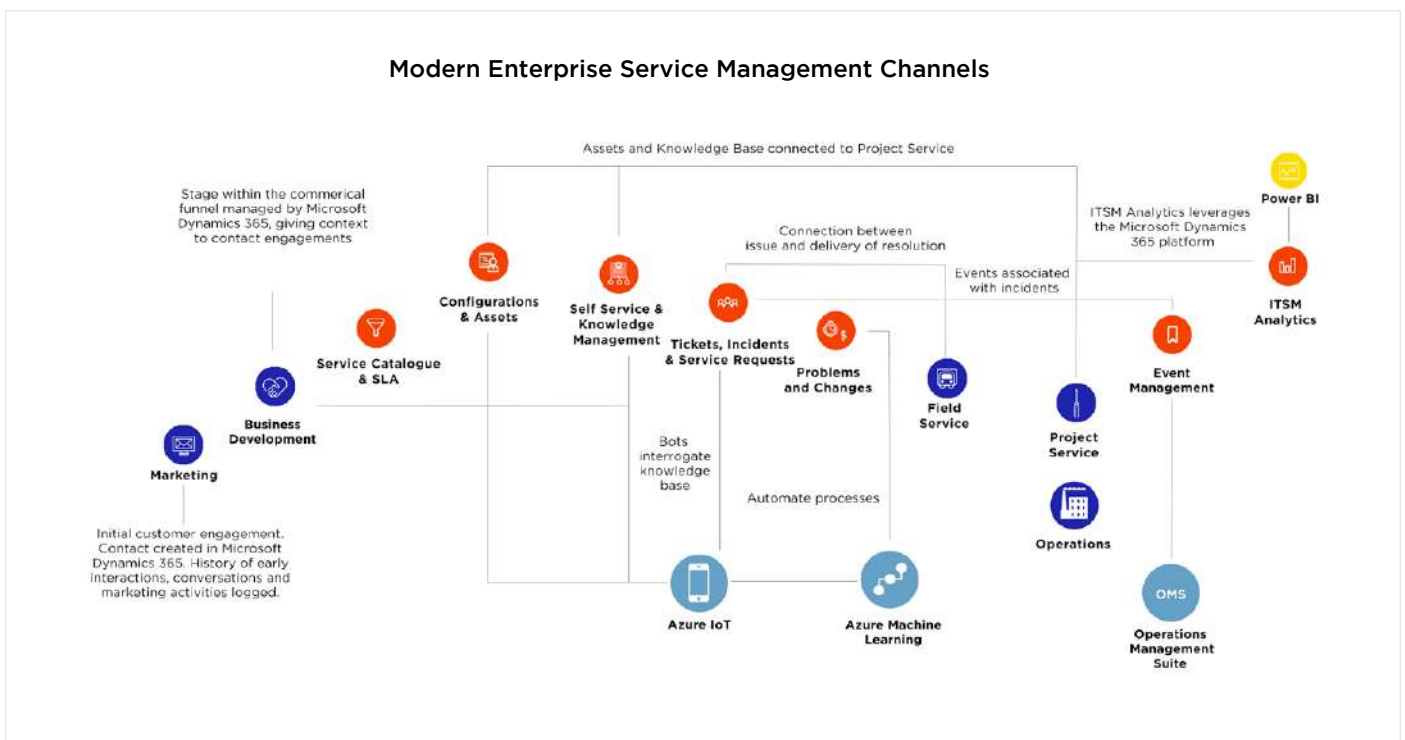 Modern Enterprise Service Management Channels
Assets and Knowledge Base connected to Project Service
Stage within the commerical
funnel managed by Microsoft
Dynamics 365, giving context
to contact engagements
Power BI
ITSM Analytics leverages
the Microsoft Dynamics
365 platform
Connection between
issue and delivery of resolution
Events associated
with incidents
ITSM
Analytics
Configurations
& Assets
Self Service &
Knowledge
Management
Tickets, Incidents
& Service Requests
Service Catalogue
& SLA
$
Problems
and Changes
Event
Management
Field
Service
Business
Development
Project
Service
Marketing
Bots
interrogate
knowledge
base
Automate processes
Initial customer engagement.
Contact created in Microsoft
Dynamics 365. History of early
interactions, conversations and
marketing activities logged.
Operations
OMS
Azure IoT
Azure Machine
Learning
Operations
Management
Suite